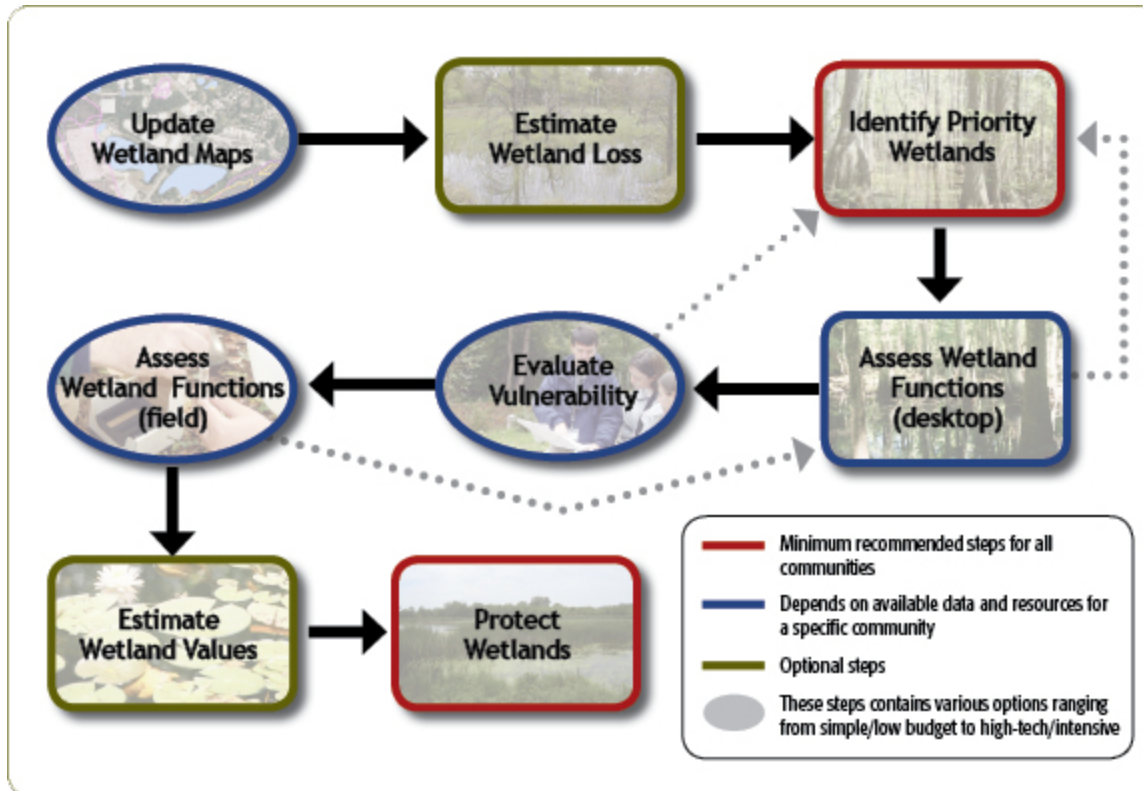 Update
Wetland Maps
Estimate
Wetland Loss
Identify Priority
Wetlands
Assess
Wetland Functions
(field)
Evaluate
Vulnerability
Assess Wetland
Functions
(desktop)
Estimate
Wetland Values
Protect
Wetlands
Minimum recommended steps for all
communities
Depends on available data and resources for
a specific community
Optional steps
These steps contains various options ranging
from simple/low budget to high-tech/intensive